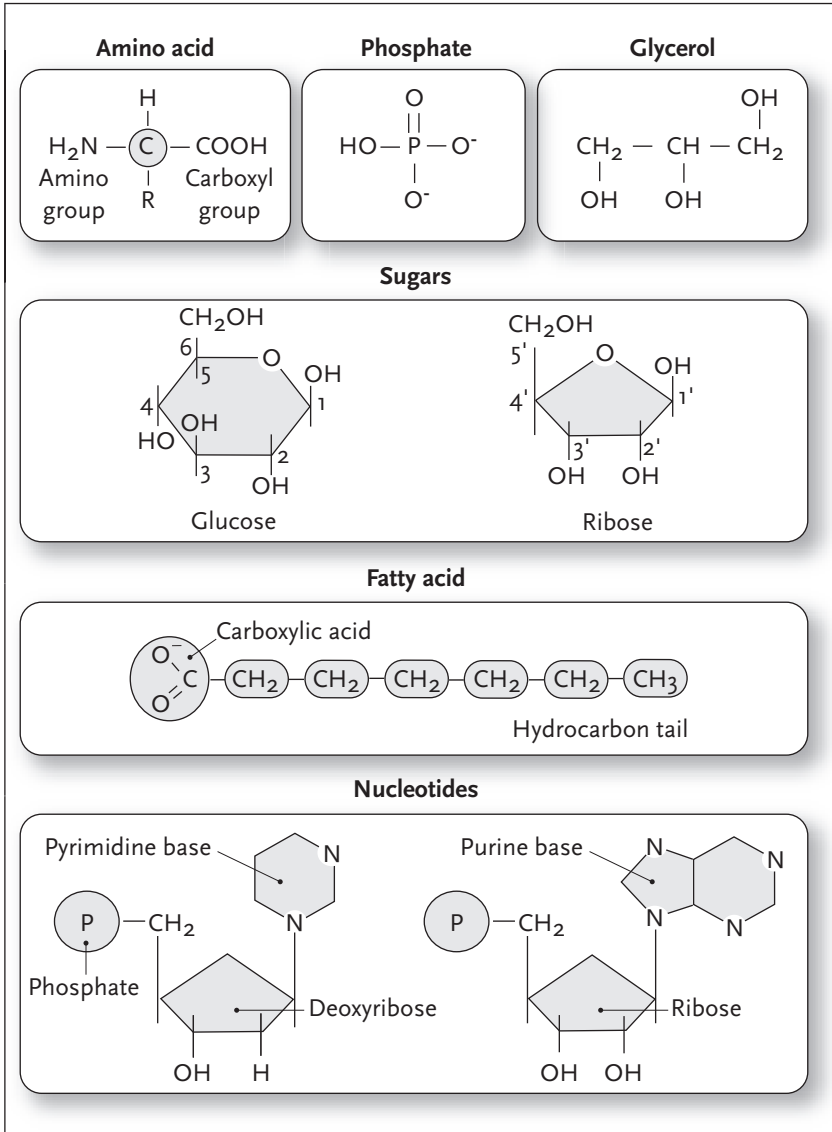 Amino acid
H
H₂N — C — COOH
Amino group
Carboxyl group
R
Phosphate
O
HO — P — O⁻
O⁻
Glycerol
OH
CH₂ — CH — CH₂
OH OH
Sugars
CH₂OH
6
5
O
OH
4
1
OH
HO
2
3
OH
Glucose
CH₂OH
5'
O
OH
4'
1'
3'
2'
OH OH
Ribose
Fatty acid
Carboxylic acid
O⁻
C — CH₂ — CH₂ — CH₂ — CH₂ — CH₂ — CH₃
O
Hydrocarbon tail
Nucleotides
Pyrimidine base
N
P — CH₂
N
Phosphate
Deoxyribose
OH H
Purine base
N
N
P — CH₂
N
N
Ribose
OH OH